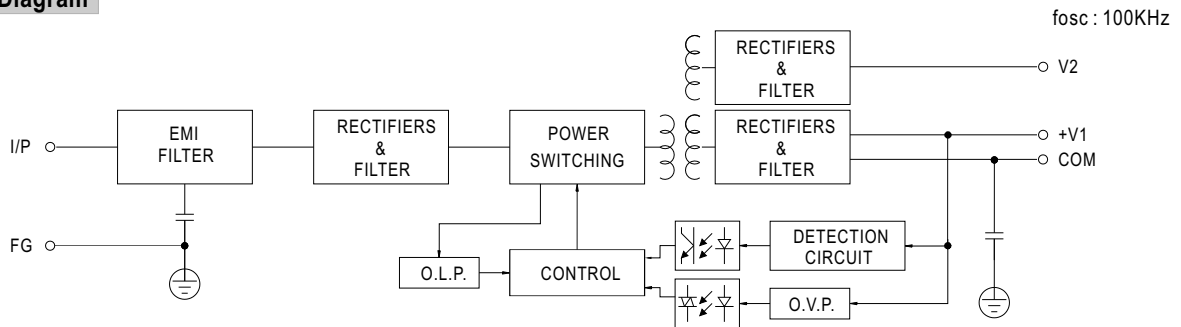 Diagram
fosc : 100KHz
RECTIFIERS
&
FILTER
V2
I/P
EMI
FILTER
RECTIFIERS
&
FILTER
POWER
SWITCHING
RECTIFIERS
&
FILTER
+V1
COM
FG
O.L.P.
CONTROL
DETECTION
CIRCUIT
O.V.P.